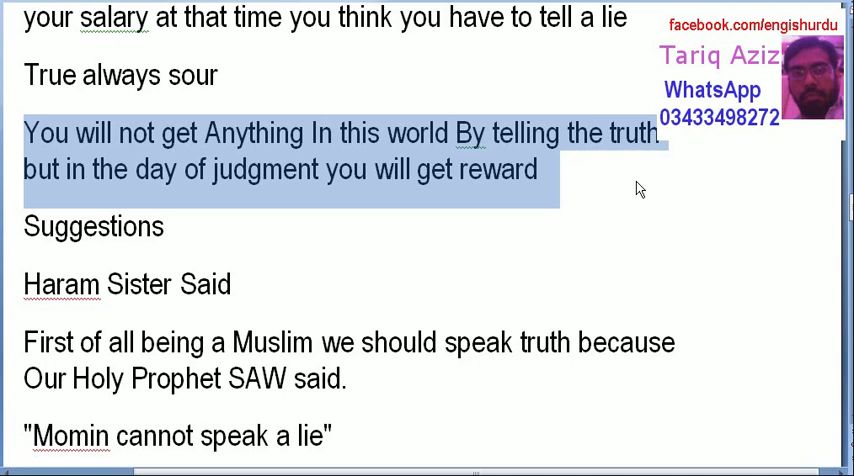 your salary at that time you think you have to tell a lie
facebook.com/engishurdu
Tariq Aziz
WhatsApp
03433498272
True always sour
You will not get Anything In this world By telling the truth
but in the day of judgment you will get reward
Suggestions
Haram Sister Said
First of all being a Muslim we should speak truth because
Our Holy Prophet SAW said.
"Momin cannot speak a lie"